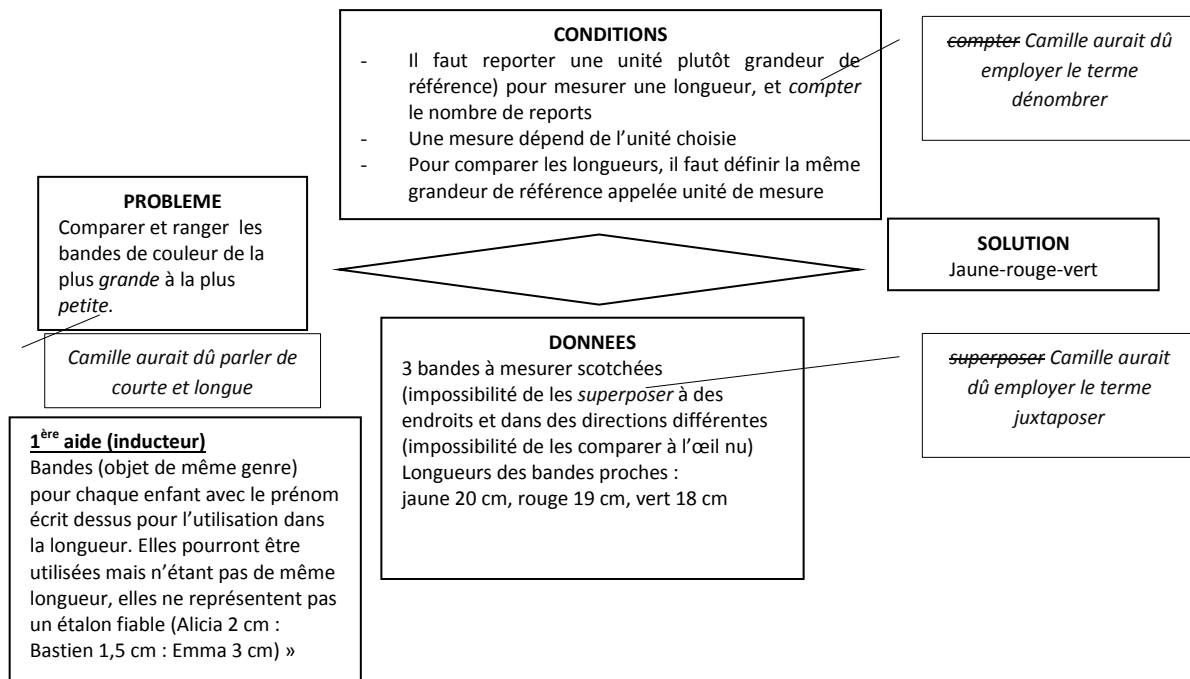 CONDITIONS
- Il faut reporter une unité plutôt grandeur de
référence) pour mesurer une longueur, et compter
le nombre de reports
- Une mesure dépend de l'unité choisie
- Pour comparer les longueurs, il faut définir la même
grandeur de référence appelée unité de mesure
compter Camille aurait dû
employer le terme
dénombrer
PROBLEME
Comparer et ranger les
bandes de couleur de la
plus grande à la plus
petite.
Camille aurait dû parler de
courte et longue
SOLUTION
Jaune-rouge-vert
DONNEES
3 bandes à mesurer scotchées
(impossibilité de les superposer à des
endroits et dans des directions différentes
(impossibilité de les comparer à l'œil nu)
Longueurs des bandes proches :
jaune 20 cm, rouge 19 cm, vert 18 cm
superposer Camille aurait
dû employer le terme
juxtaposer
1ère aide (inducteur)
Bandes (objet de même genre)
pour chaque enfant avec le prénom
écrit dessus pour l'utilisation dans
la longueur. Elles pourront être
utilisées mais n'étant pas de même
longueur, elles ne représentent pas
un étalon fiable (Alicia 2 cm :
Bastien 1,5 cm : Emma 3 cm) »